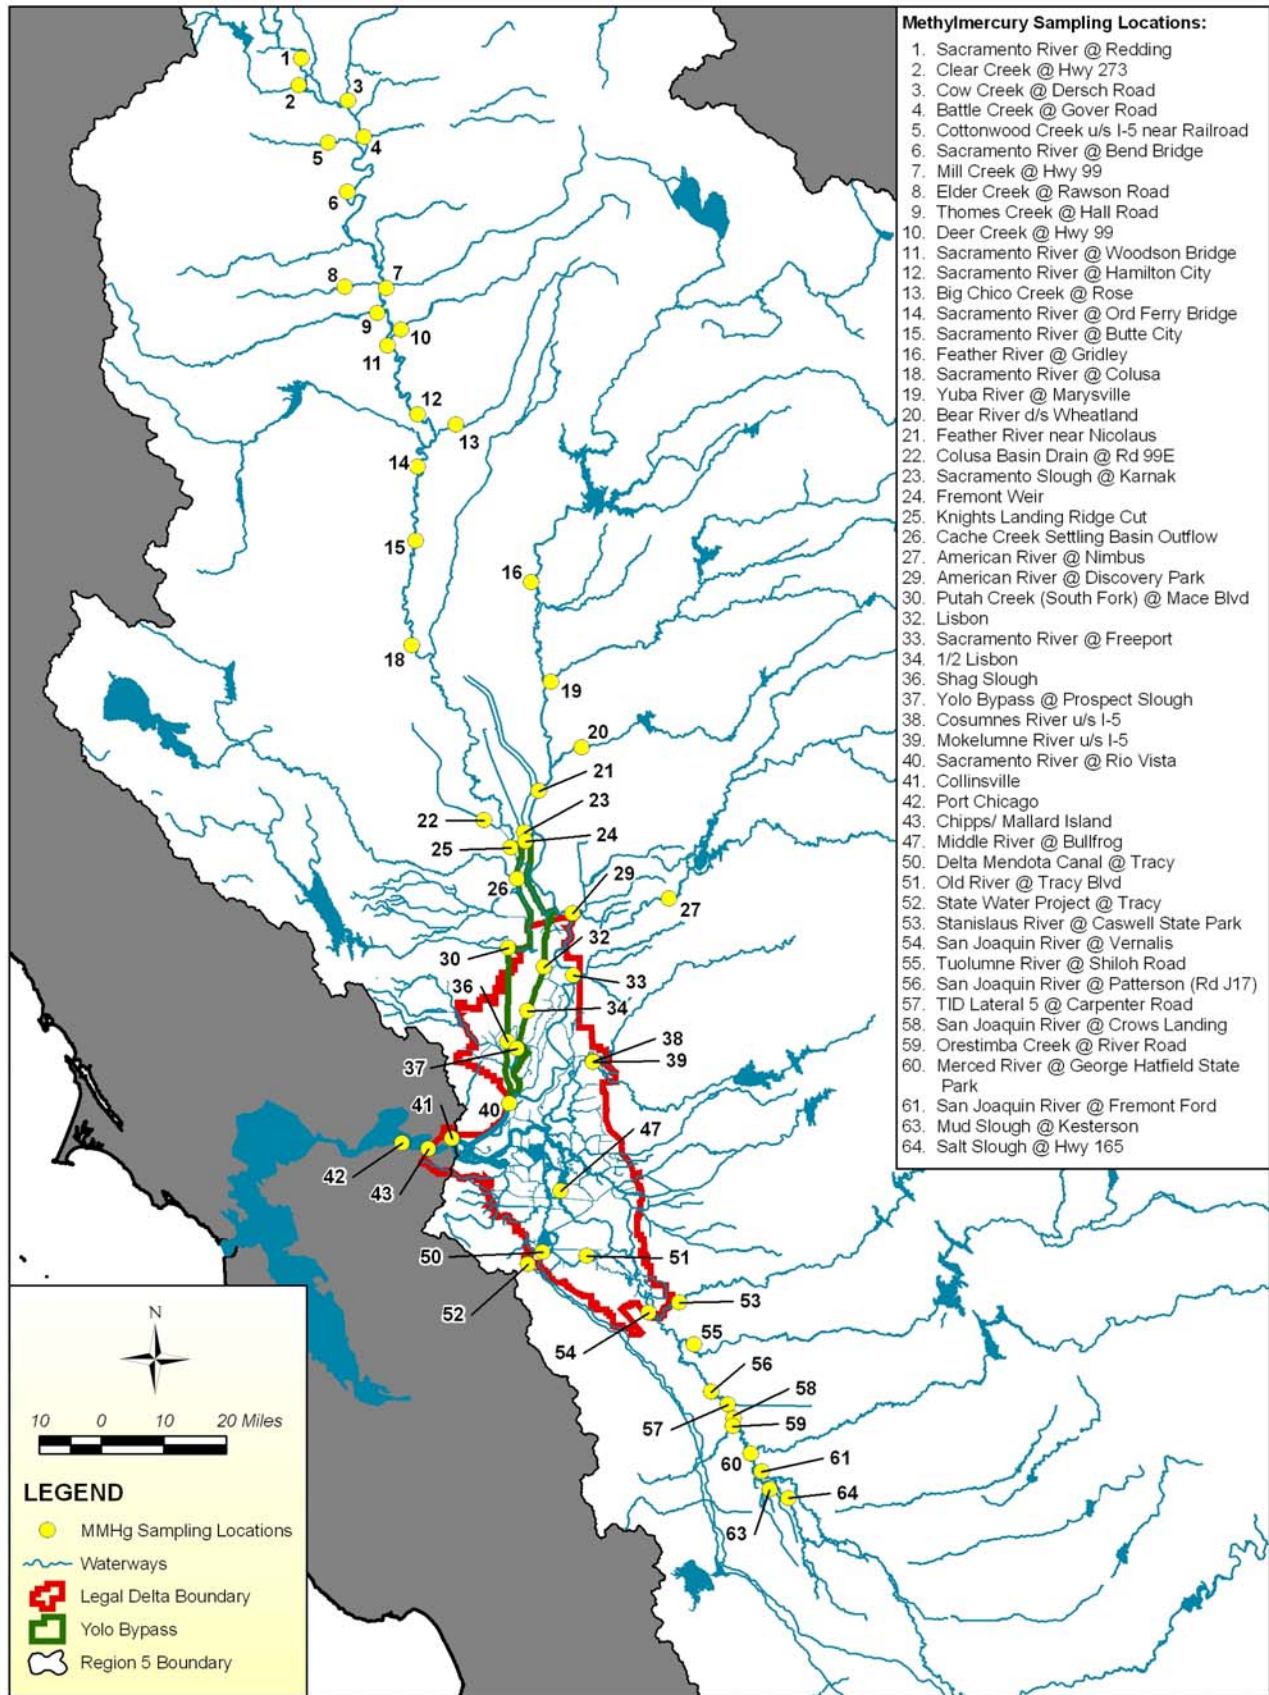 Methylmercury Sampling Locations:
1. Sacramento River @ Redding
2. Clear Creek @ Hwy 273
3. Cow Creek @ Dersch Road
4. Battle Creek @ Gover Road
5. Cottonwood Creek u/s I-5 near Railroad
6. Sacramento River @ Bend Bridge
7. Mill Creek @ Hwy 99
8. Elder Creek @ Rawson Road
9. Thomes Creek @ Hall Road
10. Deer Creek @ Hwy 99
11. Sacramento River @ Woodson Bridge
12. Sacramento River @ Hamilton City
13. Big Chico Creek @ Rose
14. Sacramento River @ Ord Ferry Bridge
15. Sacramento River @ Butte City
16. Feather River @ Gridley
18. Sacramento River @ Colusa
19. Yuba River @ Marysville
20. Bear River d/s Wheatland
21. Feather River near Nicolaus
22. Colusa Basin Drain @ Rd 99E
23. Sacramento Slough @ Karnak
24. Fremont Weir
25. Knights Landing Ridge Cut
26. Cache Creek Settling Basin Outflow
27. American River @ Nimbus
29. American River @ Discovery Park
30. Putah Creek (South Fork) @ Mace Blvd
32. Lisbon
33. Sacramento River @ Freeport
34. 1/2 Lisbon
36. Shag Slough
37. Yolo Bypass @ Prospect Slough
38. Cosumnes River u/s I-5
39. Mokelumne River u/s I-5
40. Sacramento River @ Rio Vista
41. Collinsville
42. Port Chicago
43. Chipps/ Mallard Island
47. Middle River @ Bullfrog
50. Delta Mendota Canal @ Tracy
51. Old River @ Tracy Blvd
52. State Water Project @ Tracy
53. Stanislaus River @ Caswell State Park
54. San Joaquin River @ Vernalis
55. Tuolumne River @ Shiloh Road
56. San Joaquin River @ Patterson (Rd J17)
57. TID Lateral 5 @ Carpenter Road
58. San Joaquin River @ Crows Landing
59. Orestimba Creek @ River Road
60. Merced River @ George Hatfield State
Park
61. San Joaquin River @ Fremont Ford
63. Mud Slough @ Kesterson
64. Salt Slough @ Hwy 165
1
2
3
4
5
6
7
8
9
10
11
12
13
14
15
16
18
19
20
21
22
23
24
25
26
27
29
30
32
33
34
36
37
38
39
40
41
42
43
47
50
51
52
53
54
55
56
57
58
59
60
61
63
64
N
10 0 10 20 Miles
LEGEND
MMHg Sampling Locations
Waterways
Legal Delta Boundary
Yolo Bypass
Region 5 Boundary